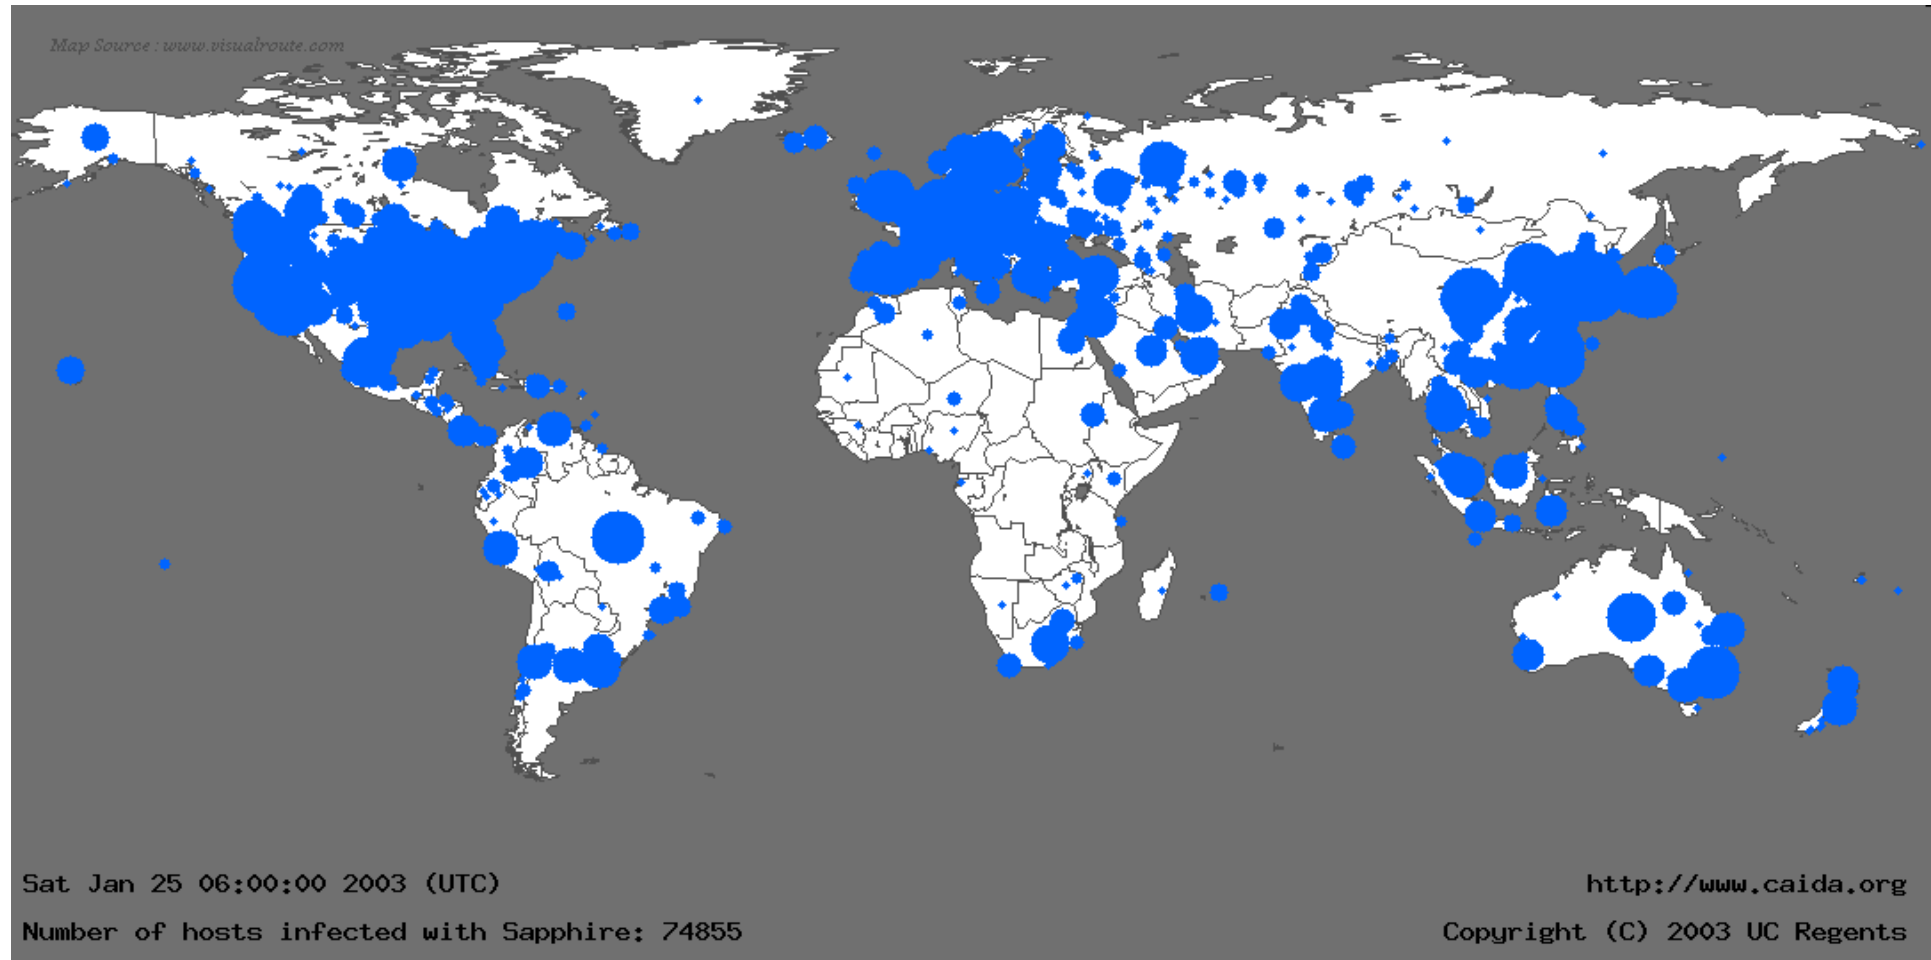 Map Source : www.visualroute.com
Sat Jan 25 06:00:00 2003 (UTC)
http://www.caida.org
Number of hosts infected with Sapphire: 74855
Copyright (C) 2003 UC Regents